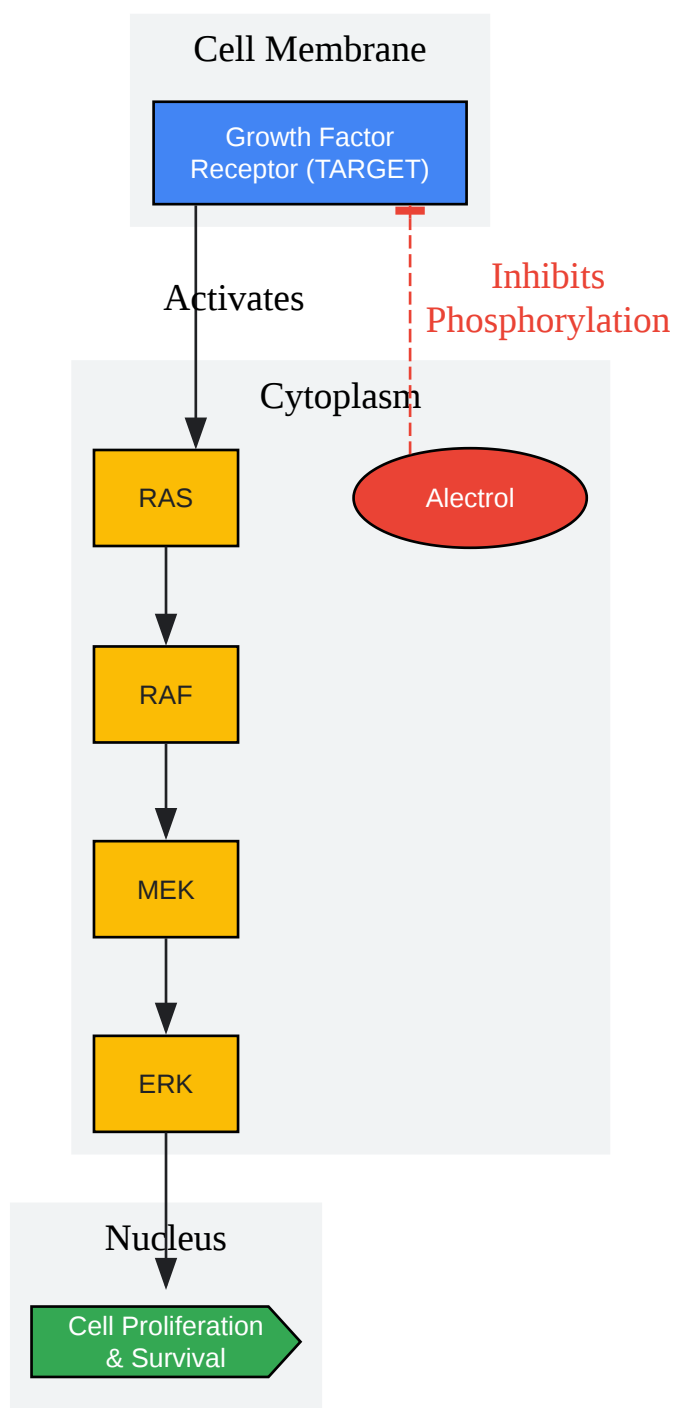 Cell Membrane
Growth Factor
Receptor (TARGET)
Activates
Inhibits
Phosphorylation
Cytoplasm
RAS
Alectrol
RAF
MEK
ERK
Nucleus
Cell Proliferation
& Survival